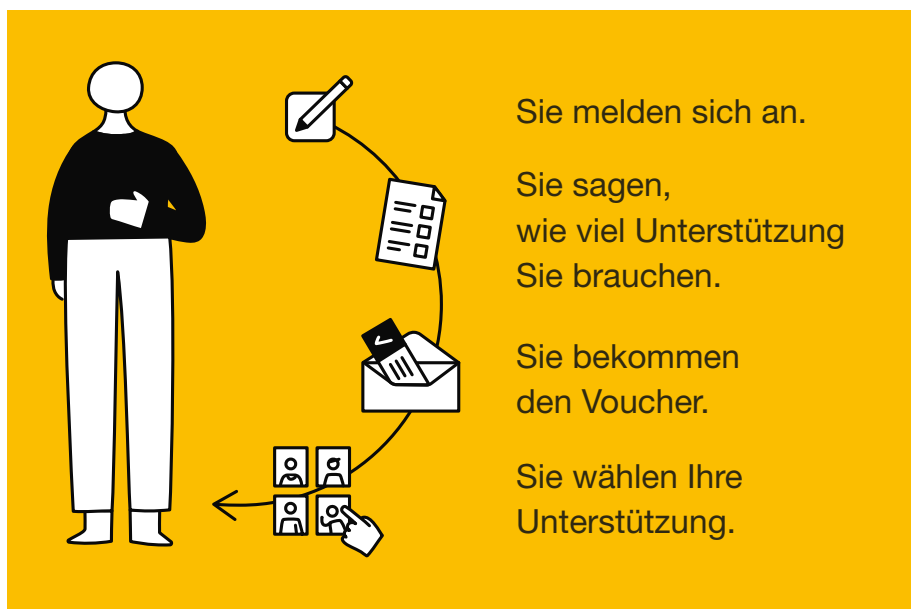 Sie melden sich an.
Sie sagen,
wie viel Unterstützung
Sie brauchen.
Sie bekommen
den Voucher.
Sie wählen Ihre
Unterstützung.